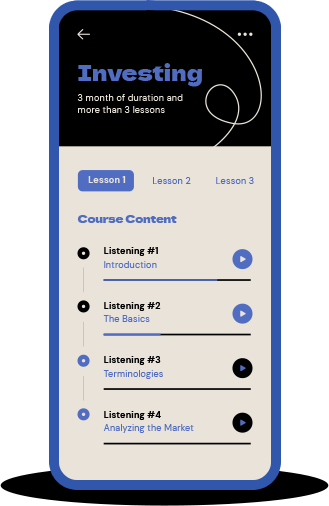 Investing
3 month of duration and
more than 3 lessons
Lesson 1
Lesson 2
Lesson 3
Course Content
Listening #1
Introduction
Listening #2
The Basics
Listening #3
Terminologies
Listening #4
Analyzing the Market